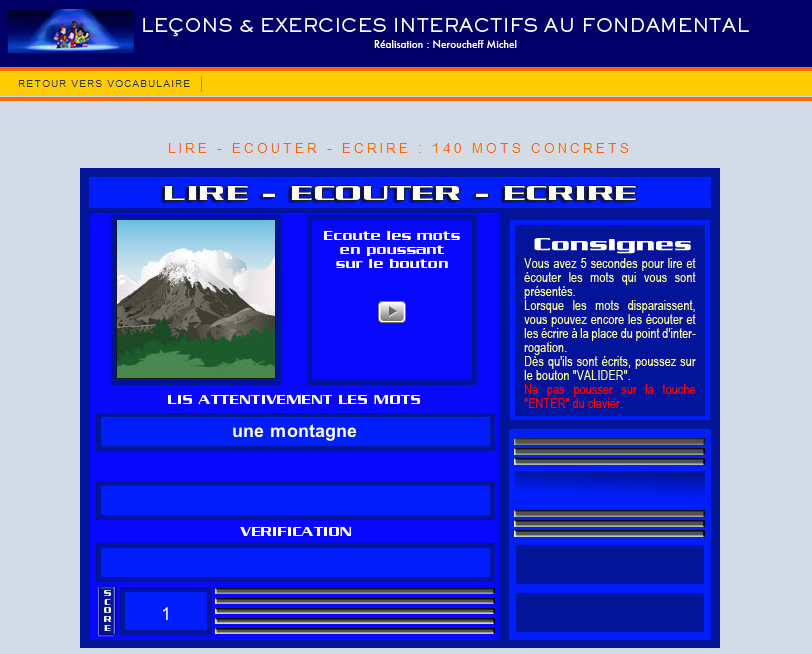 LEÇONS & EXERCICES INTERACTIFS AU FONDAMENTAL
Réalisation : Neroucheff Michel
RETOUR VERS VOCABULAIRE
LIRE - ECOUTER - ECRIRE : 140 MOTS CONCRETS
LIRE - ECOUTER - ECRIRE
Ecoute les mots
en poussant
sur le bouton
LIS ATTENTIVEMENT LES MOTS
une montagne
VERIFICATION
SCORE
1
Consignes
Vous avez 5 secondes pour lire et
écouter les mots qui vous sont
présentés.
Lorsque les mots disparaissent,
vous pouvez encore les écouter et
les écrire à la place du point d'inter-
rogation.
Dès qu'ils sont écrits, poussez sur
le bouton "VALIDER".
Ne pas pousser sur la touche
"ENTER" du clavier.